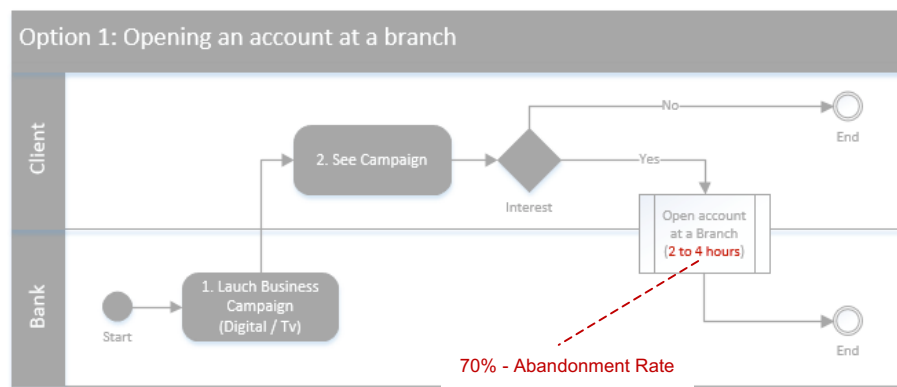 Option 1: Opening an account at a branch
Client
No
End
2. See Campaign
Yes
Interest
Open account
at a Branch
(2 to 4 hours)
Bank
1. Lauch Business
Campaign
(Digital / Tv)
Start
End
70% - Abandonment Rate